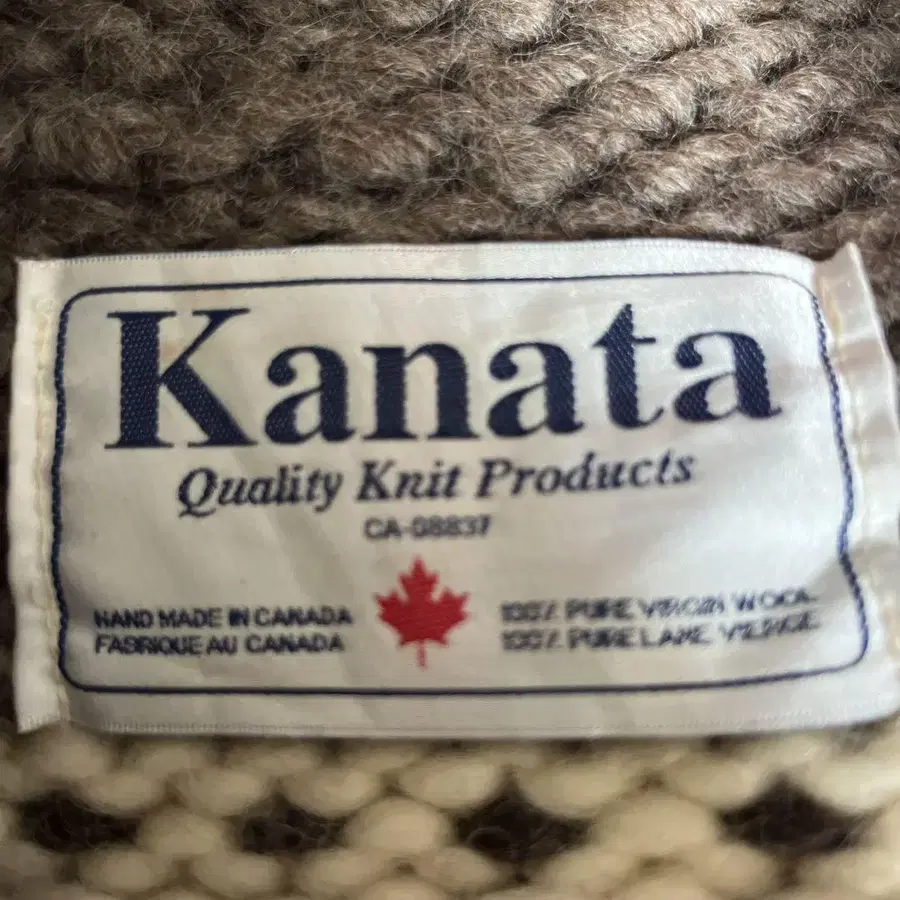 Kanata
Quality Knit Products
CA-08837
HAND MADE IN CANADA
FABRIQUE AU CANADA
100% PURE VIRGIN WOOL
100% PURE LAINE VIERGE